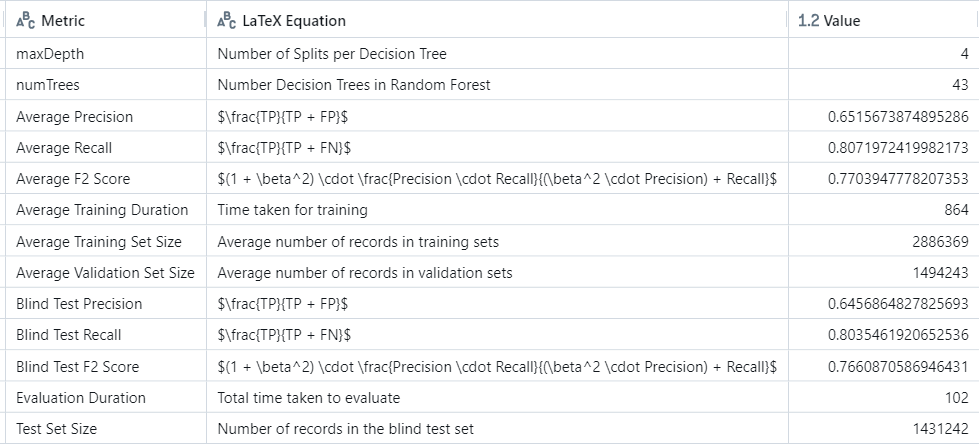 ABC Metric ABC LaTeX Equation 1.2 Value
maxDepth Number of Splits per Decision Tree 4
numTrees Number Decision Trees in Random Forest 43
Average Precision $\frac{TP}{TP + FP}$ 0.6515673874895286
Average Recall $\frac{TP}{TP + FN}$ 0.8071972419982173
Average F2 Score $(1 + \beta^2) \cdot \frac{Precision \cdot Recall}{(\beta^2 \cdot Precision) + Recall}$ 0.7703947778207353
Average Training Duration Time taken for training 864
Average Training Set Size Average number of records in training sets 2886369
Average Validation Set Size Average number of records in validation sets 1494243
Blind Test Precision $\frac{TP}{TP + FP}$ 0.6456864827825693
Blind Test Recall $\frac{TP}{TP + FN}$ 0.8035461920652536
Blind Test F2 Score $(1 + \beta^2) \cdot \frac{Precision \cdot Recall}{(\beta^2 \cdot Precision) + Recall}$ 0.7660870586946431
Evaluation Duration Total time taken to evaluate 102
Test Set Size Number of records in the blind test set 1431242